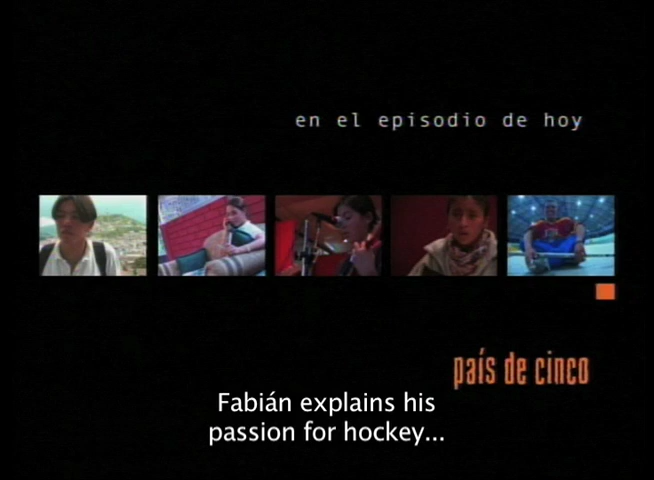 en el episodio de hoy
país de cinco
Fabián explains his
passion for hockey...